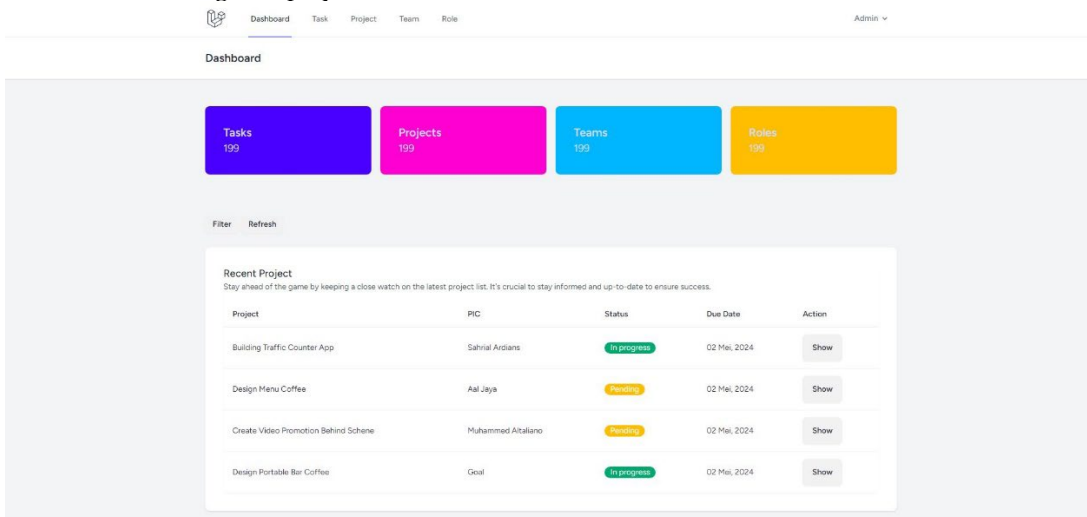 Dashboard Task Project Team Role Admin
Dashboard
Tasks Projects Teams Roles
199 199 199 199
Filter Refresh
Recent Project
Stay ahead of the game by keeping a close watch on the latest project list. It's crucial to stay informed and up-to-date to ensure success.
Project PIC Status Due Date Action
Building Traffic Counter App Sahrial Ardians In progress 02 Mei, 2024 Show
Design Menu Coffee Aal Jaya Pending 02 Mei, 2024 Show
Create Video Promotion Behind Schene Muhammed Altaliano Pending 02 Mei, 2024 Show
Design Portable Bar Coffee Goal In progress 02 Mei, 2024 Show